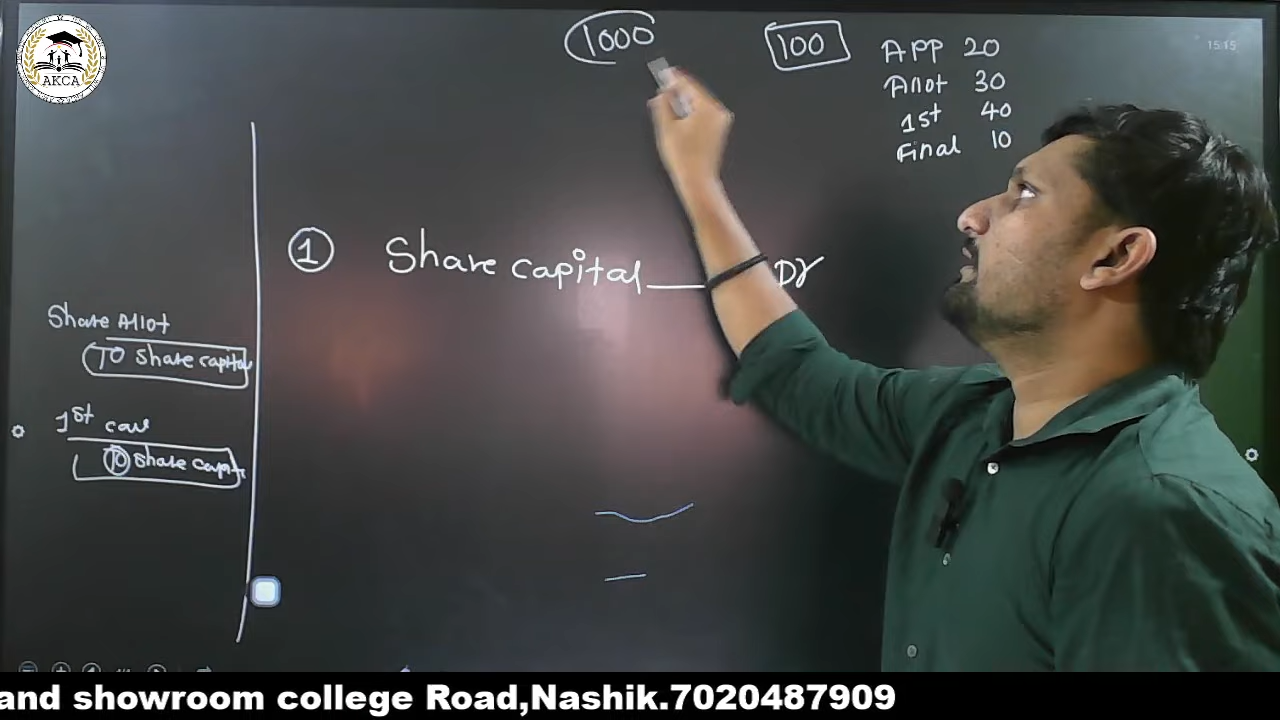 AKCA
1000
100
15:15
APP 20
Allot 30
1st 40
Final 10
1 Share capital Dr
Share Allot
TO Share capital
1st call
TO Share Capit
and showroom college Road,Nashik.7020487909